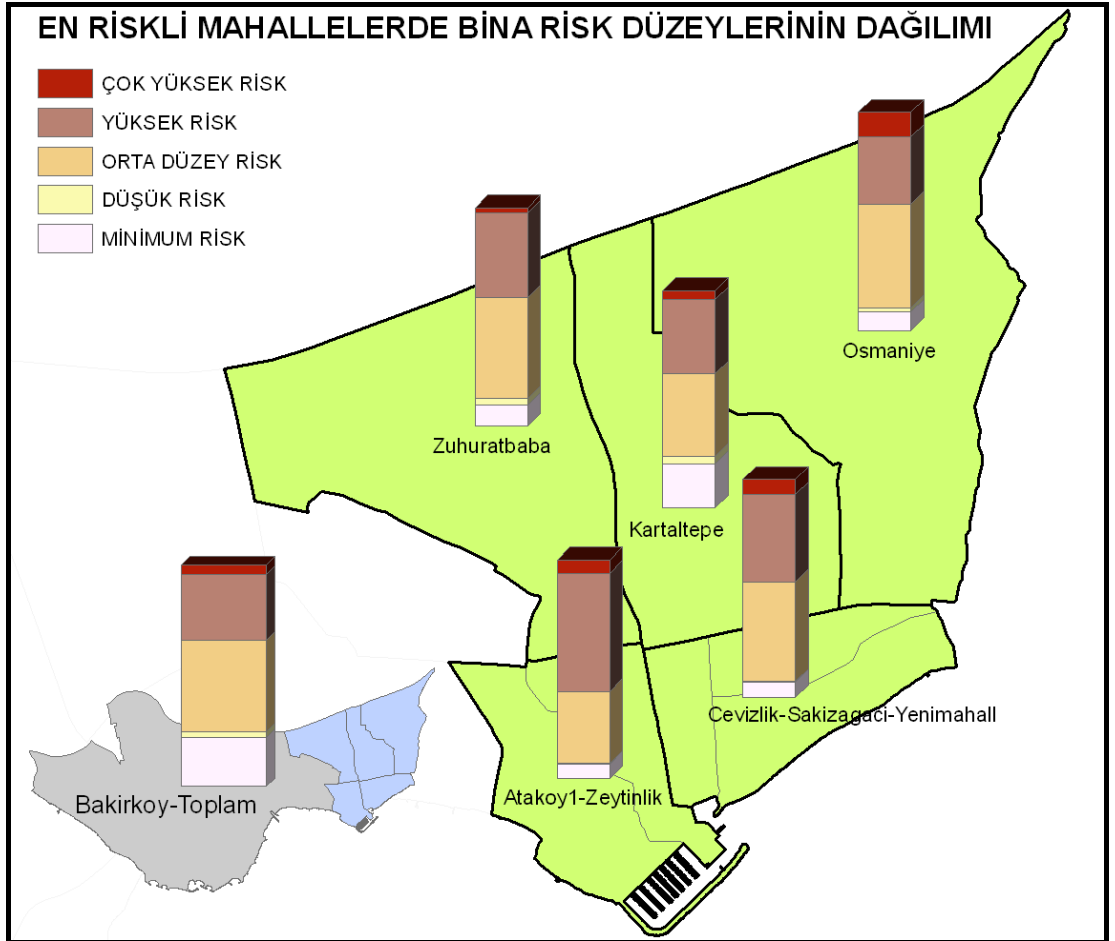 EN RİSKLİ MAHALLELERDE BİNA RİSK DÜZEYLERİNİN DAĞILIMI
ÇOK YÜKSEK RİSK
YÜKSEK RİSK
ORTA DÜZEY RİSK
DÜŞÜK RİSK
MİNİMUM RİSK
Osmaniye
Zuhuratbaba
Kartaltepe
Cevizlik-Sakizagaci-Yenimahall
Atakoy1-Zeytinlik
Bakirkoy-Toplam